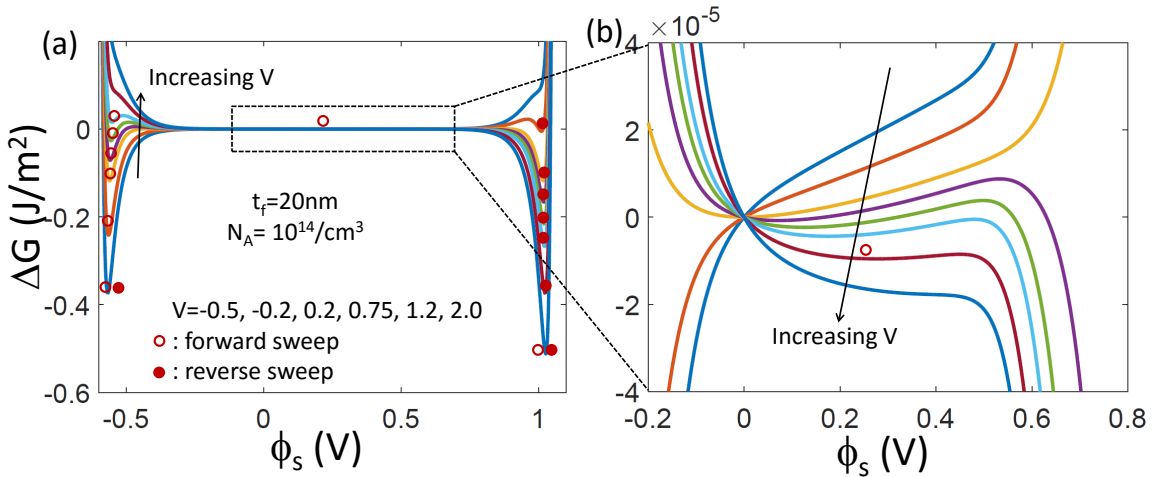 (a)
Increasing V
t_f=20nm
N_A= 10^14/cm^3
V=-0.5, -0.2, 0.2, 0.75, 1.2, 2.0
: forward sweep
: reverse sweep
0
-0.2
-0.4
-0.6
-0.5 0 0.5 1
ΔG (J/m^2)
ϕ_s (V)
(b)
×10^-5
4
2
0
-2
-4
Increasing V
-0.2 0 0.2 0.4 0.6 0.8
ϕ_s (V)